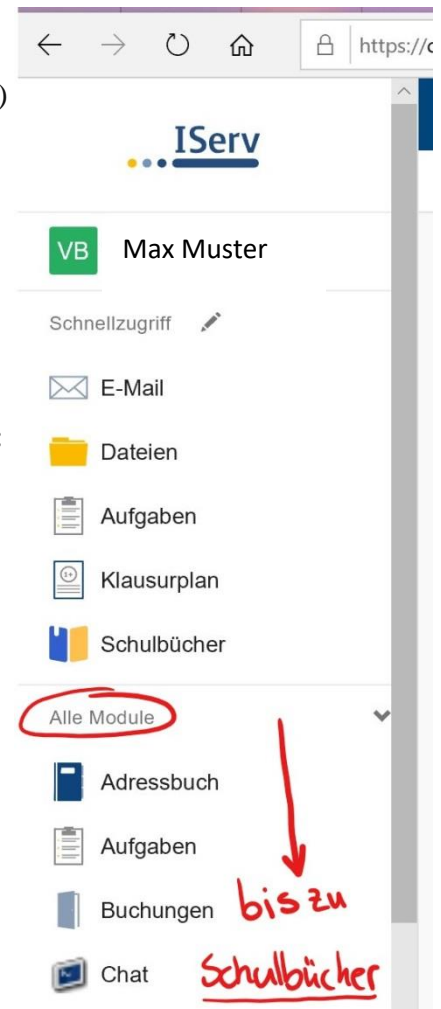 )
https://
IServ
VB Max Muster
Schnellzugriff
E-Mail
Dateien
:
Aufgaben
Klausurplan
Schulbücher
Alle Module
Adressbuch
Aufgaben
Buchungen
bis zu
Chat
Schulbücher